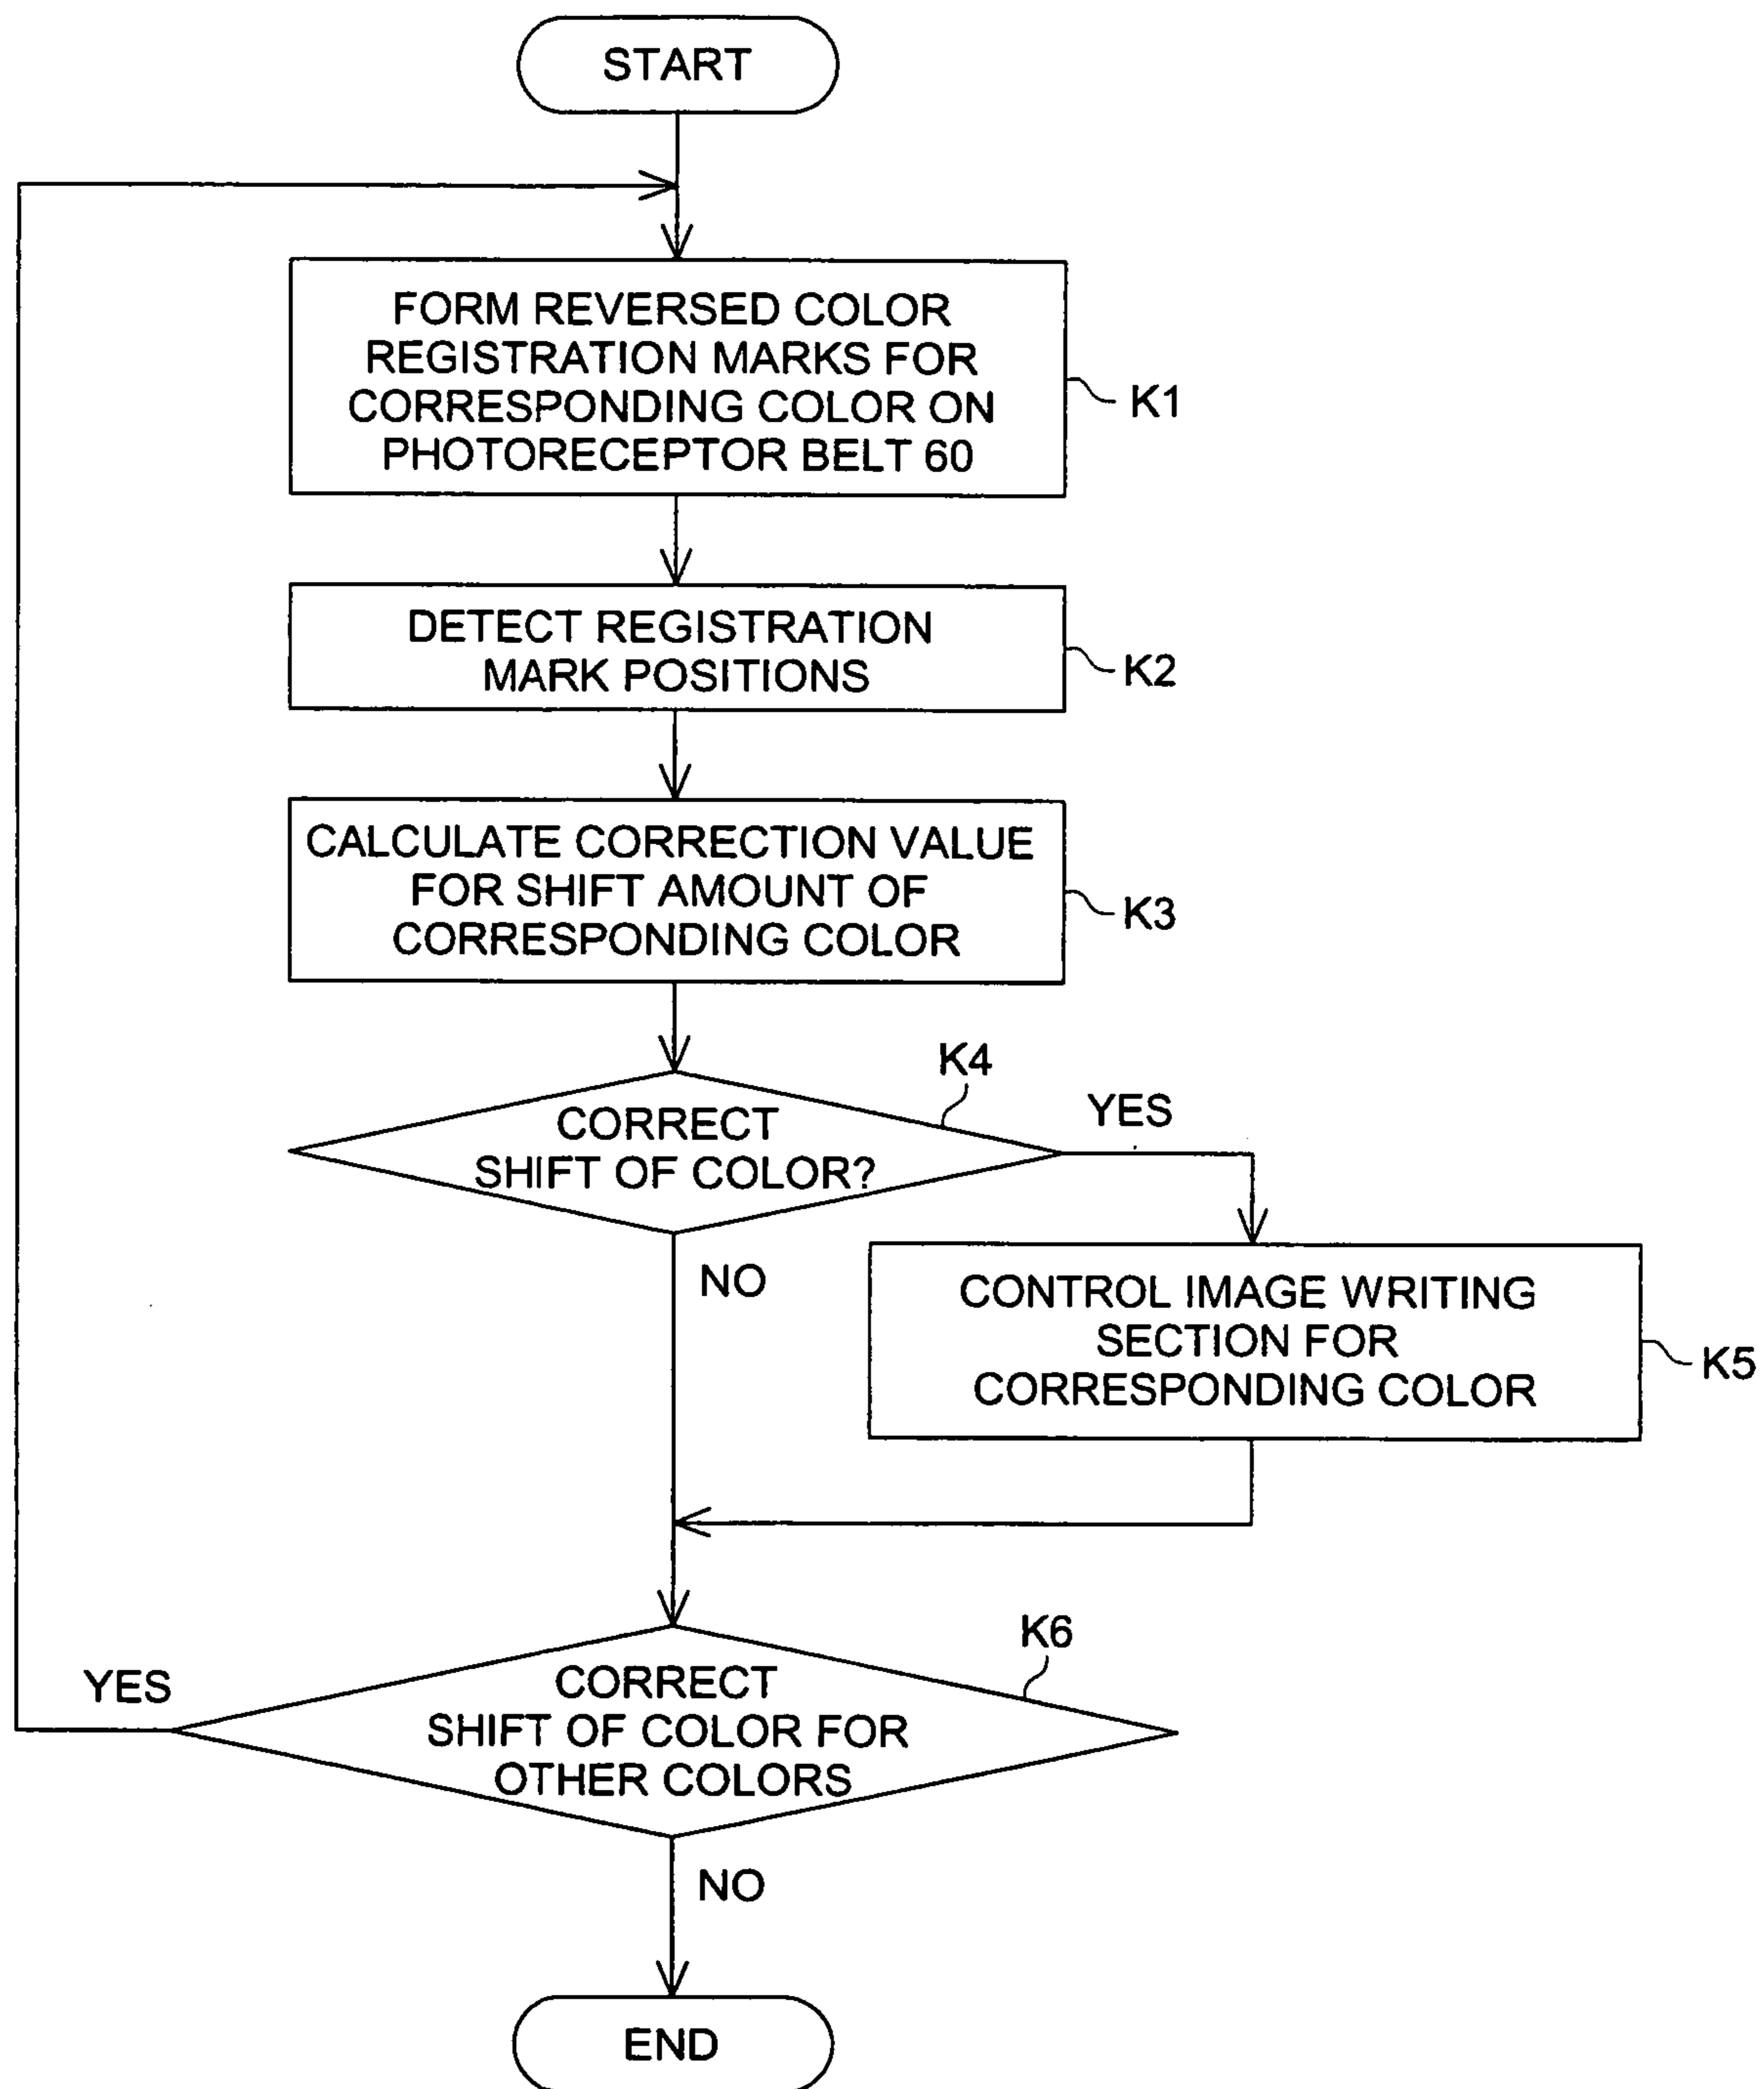 START
FORM REVERSED COLOR
REGISTRATION MARKS FOR
CORRESPONDING COLOR ON
PHOTORECEPTOR BELT 60
K1
DETECT REGISTRATION
MARK POSITIONS
K2
CALCULATE CORRECTION VALUE
FOR SHIFT AMOUNT OF
CORRESPONDING COLOR
K3
K4
CORRECT
SHIFT OF COLOR?
YES
NO
CONTROL IMAGE WRITING
SECTION FOR
CORRESPONDING COLOR
K5
K6
YES
CORRECT
SHIFT OF COLOR FOR
OTHER COLORS
NO
END